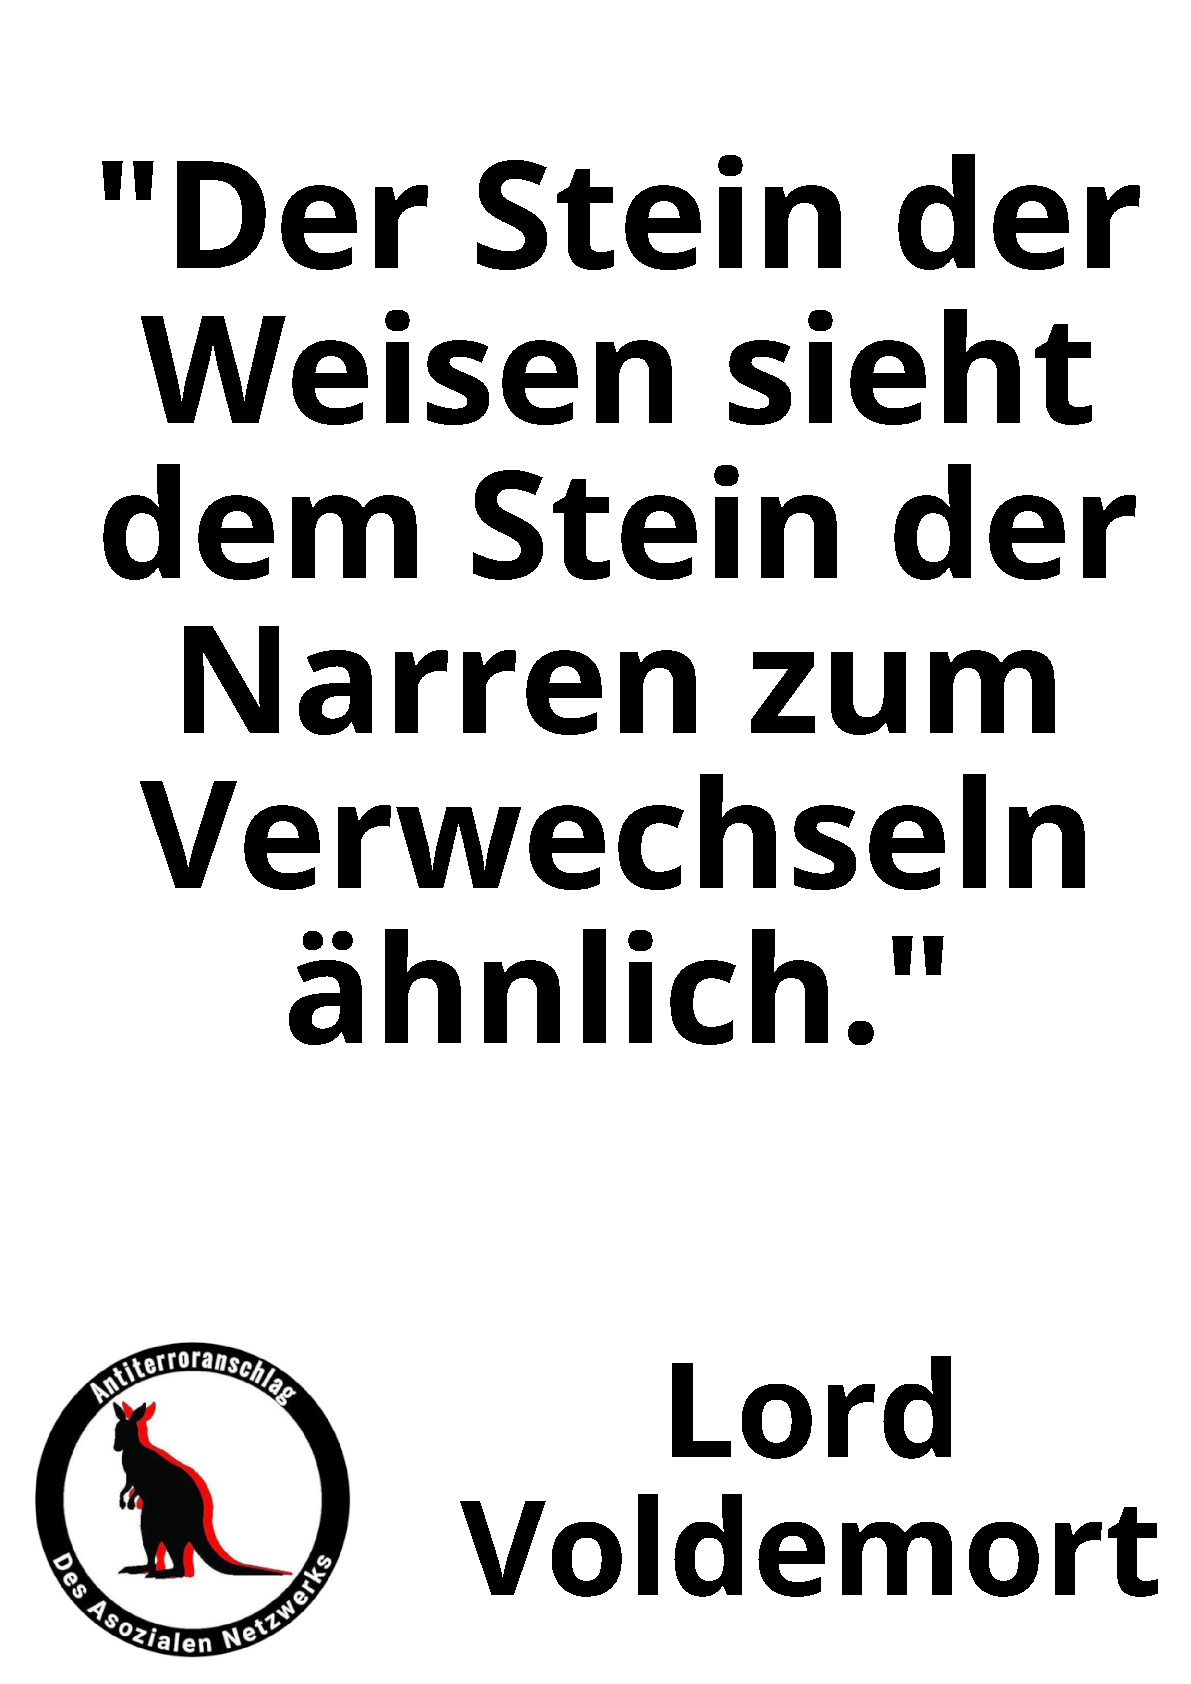 "Der Stein der
Weisen sieht
dem Stein der
Narren zum
Verwechseln
ähnlich."
Antiterroranschlag
Des Asozialen Netzwerks
Lord
Voldemort